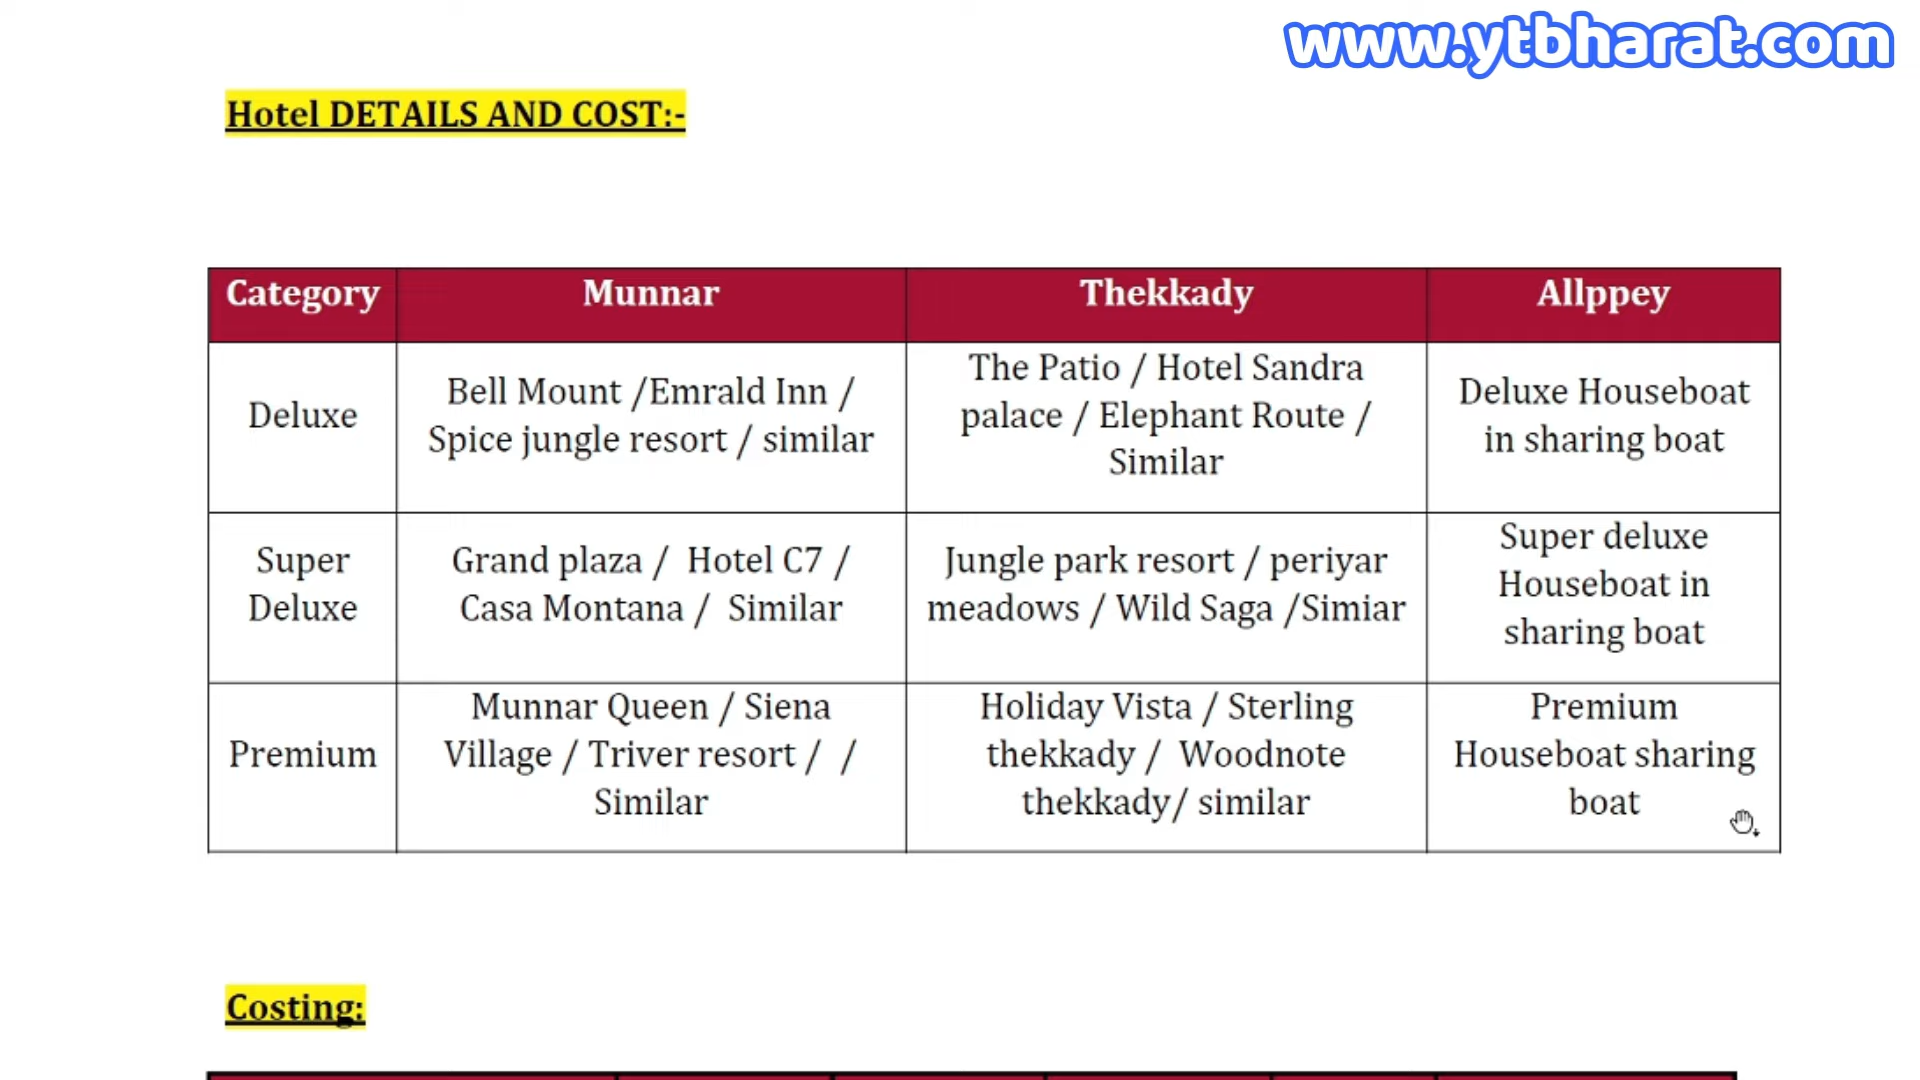 www.ytbharat.com
Hotel DETAILS AND COST:-
Category
Munnar
Thekkady
Allppey
Deluxe
Bell Mount /Emrald Inn /
Spice jungle resort / similar
The Patio / Hotel Sandra
palace / Elephant Route /
Similar
Deluxe Houseboat
in sharing boat
Super
Deluxe
Grand plaza / Hotel C7 /
Casa Montana / Similar
Jungle park resort / periyar
meadows / Wild Saga /Simiar
Super deluxe
Houseboat in
sharing boat
Premium
Munnar Queen / Siena
Village / Triver resort / /
Similar
Holiday Vista / Sterling
thekkady / Woodnote
thekkady/ similar
Premium
Houseboat sharing
boat
Costing: